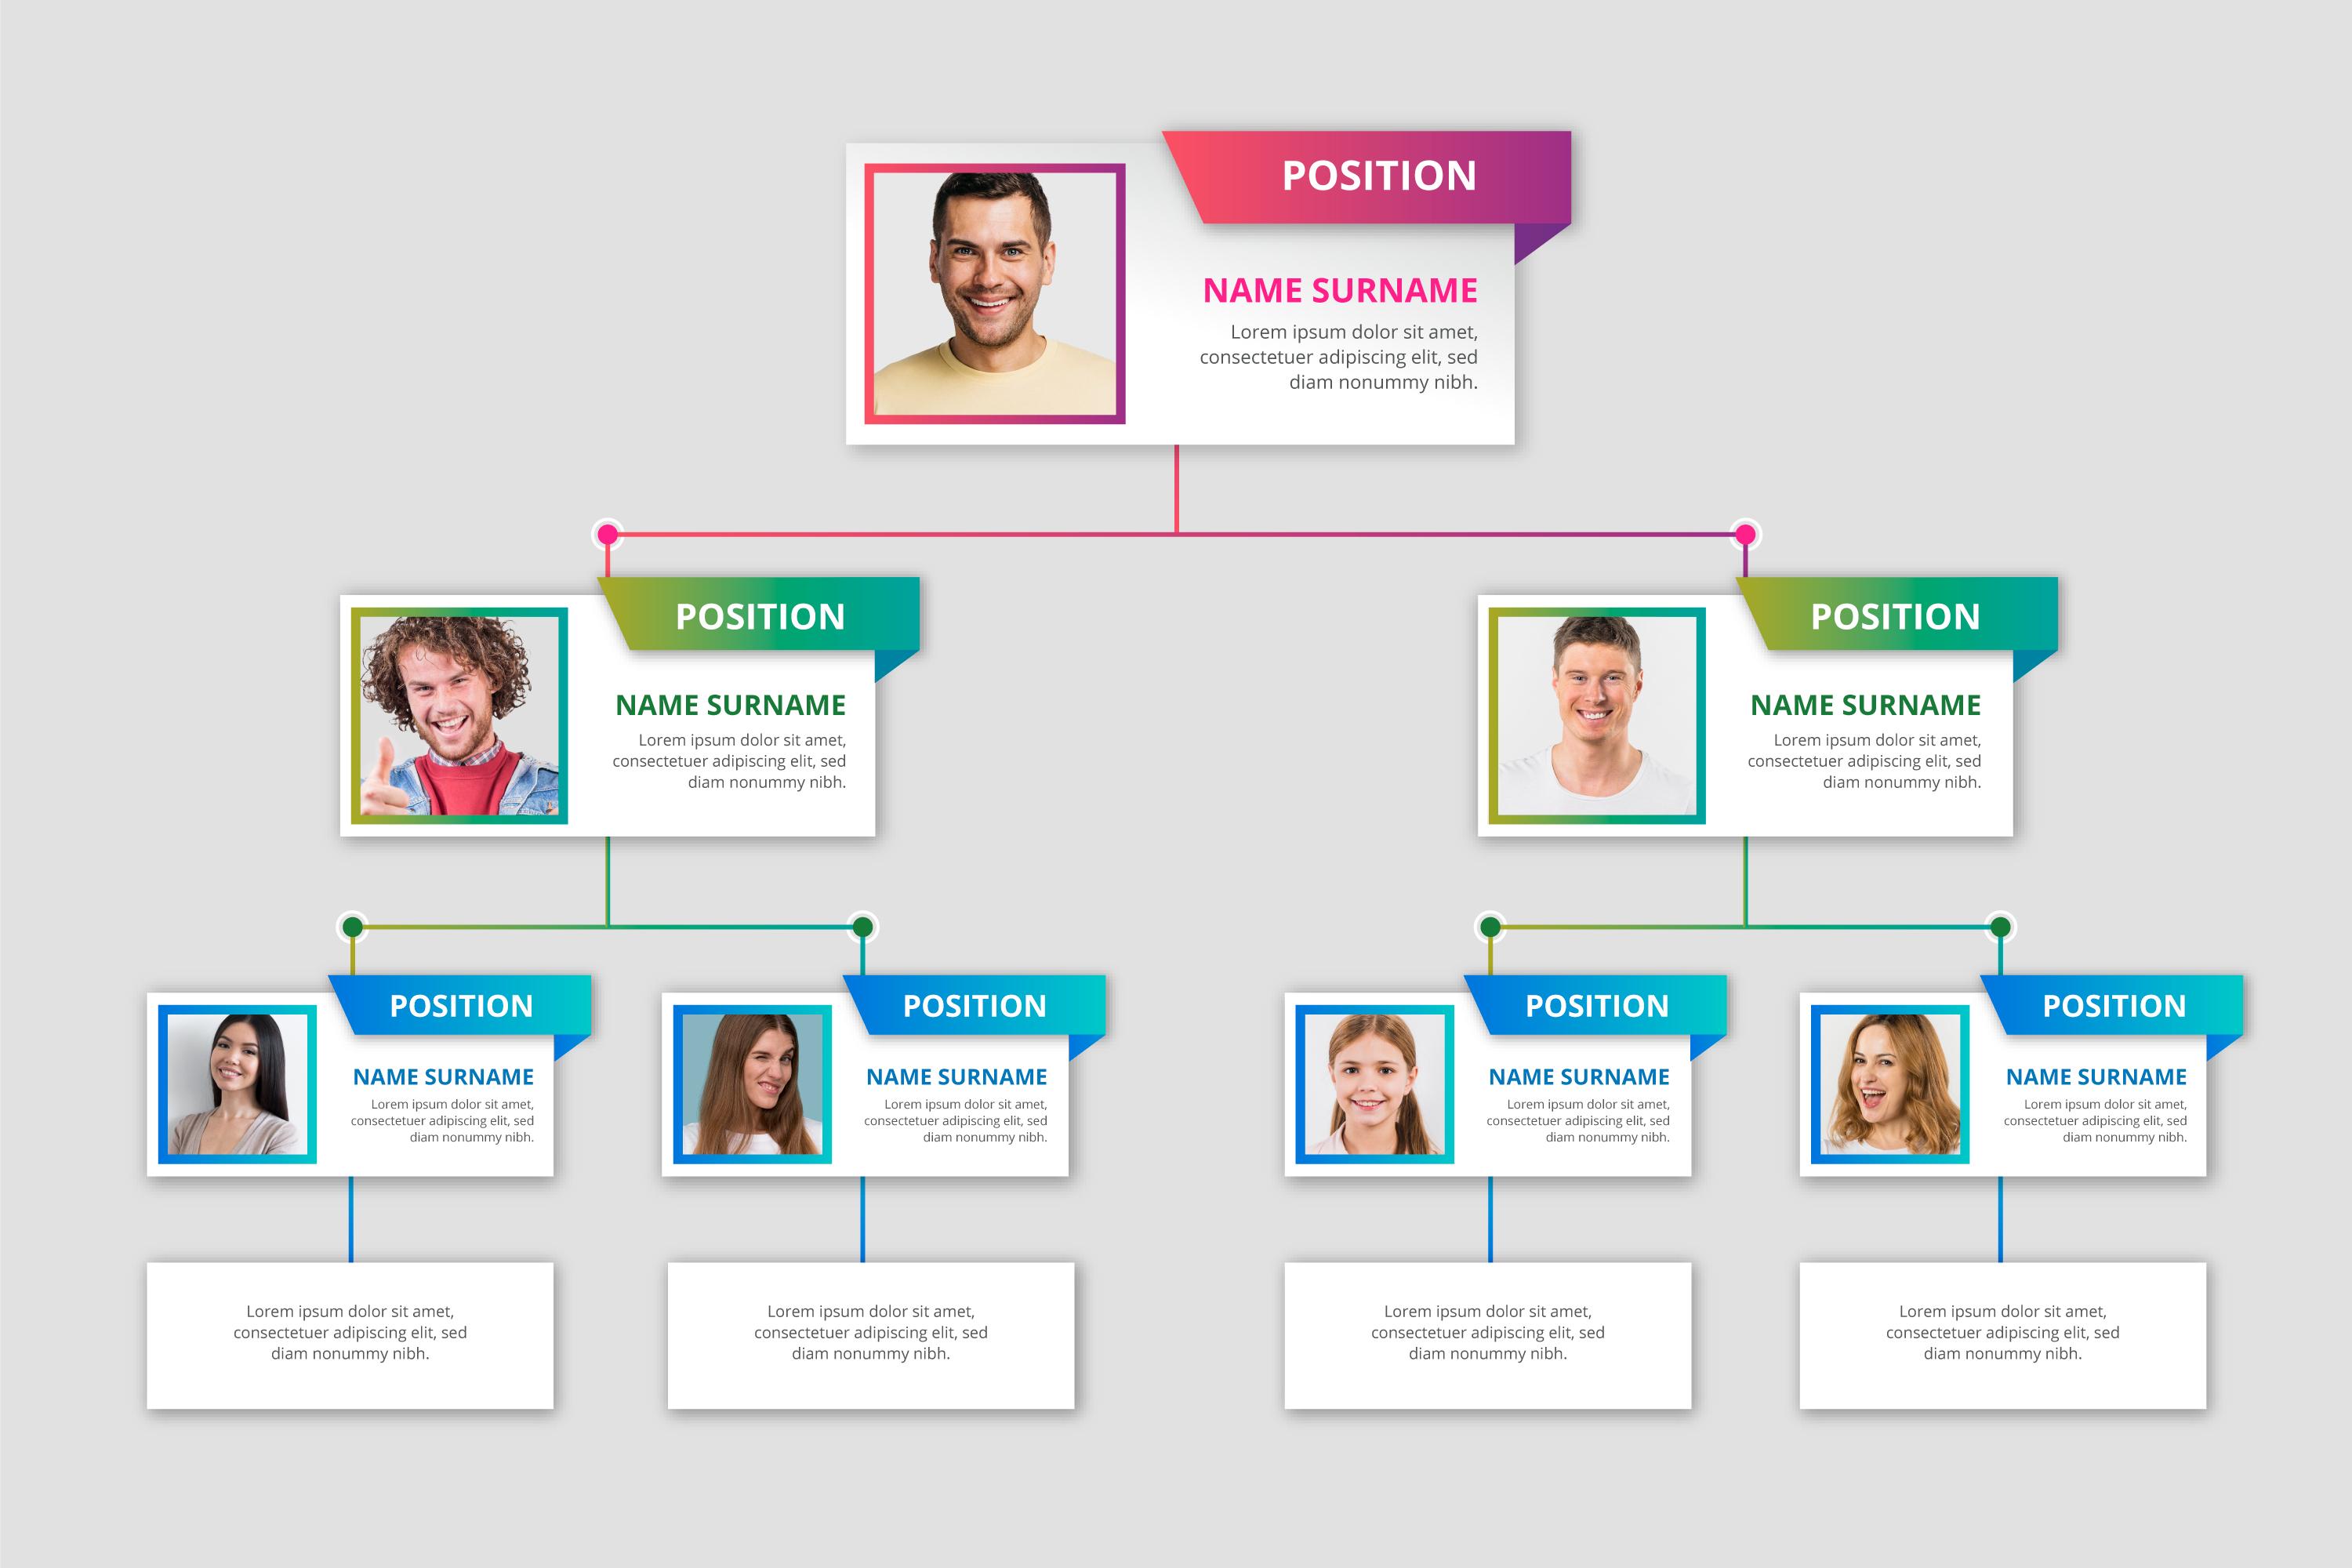 POSITION
NAME SURNAME
Lorem ipsum dolor sit amet,
consectetuer adipiscing elit, sed
diam nonummy nibh.
POSITION
NAME SURNAME
Lorem ipsum dolor sit amet,
consectetuer adipiscing elit, sed
diam nonummy nibh.
POSITION
NAME SURNAME
Lorem ipsum dolor sit amet,
consectetuer adipiscing elit, sed
diam nonummy nibh.
POSITION
NAME SURNAME
Lorem ipsum dolor sit amet,
consectetuer adipiscing elit, sed
diam nonummy nibh.
POSITION
NAME SURNAME
Lorem ipsum dolor sit amet,
consectetuer adipiscing elit, sed
diam nonummy nibh.
POSITION
NAME SURNAME
Lorem ipsum dolor sit amet,
consectetuer adipiscing elit, sed
diam nonummy nibh.
POSITION
NAME SURNAME
Lorem ipsum dolor sit amet,
consectetuer adipiscing elit, sed
diam nonummy nibh.
Lorem ipsum dolor sit amet,
consectetuer adipiscing elit, sed
diam nonummy nibh.
Lorem ipsum dolor sit amet,
consectetuer adipiscing elit, sed
diam nonummy nibh.
Lorem ipsum dolor sit amet,
consectetuer adipiscing elit, sed
diam nonummy nibh.
Lorem ipsum dolor sit amet,
consectetuer adipiscing elit, sed
diam nonummy nibh.